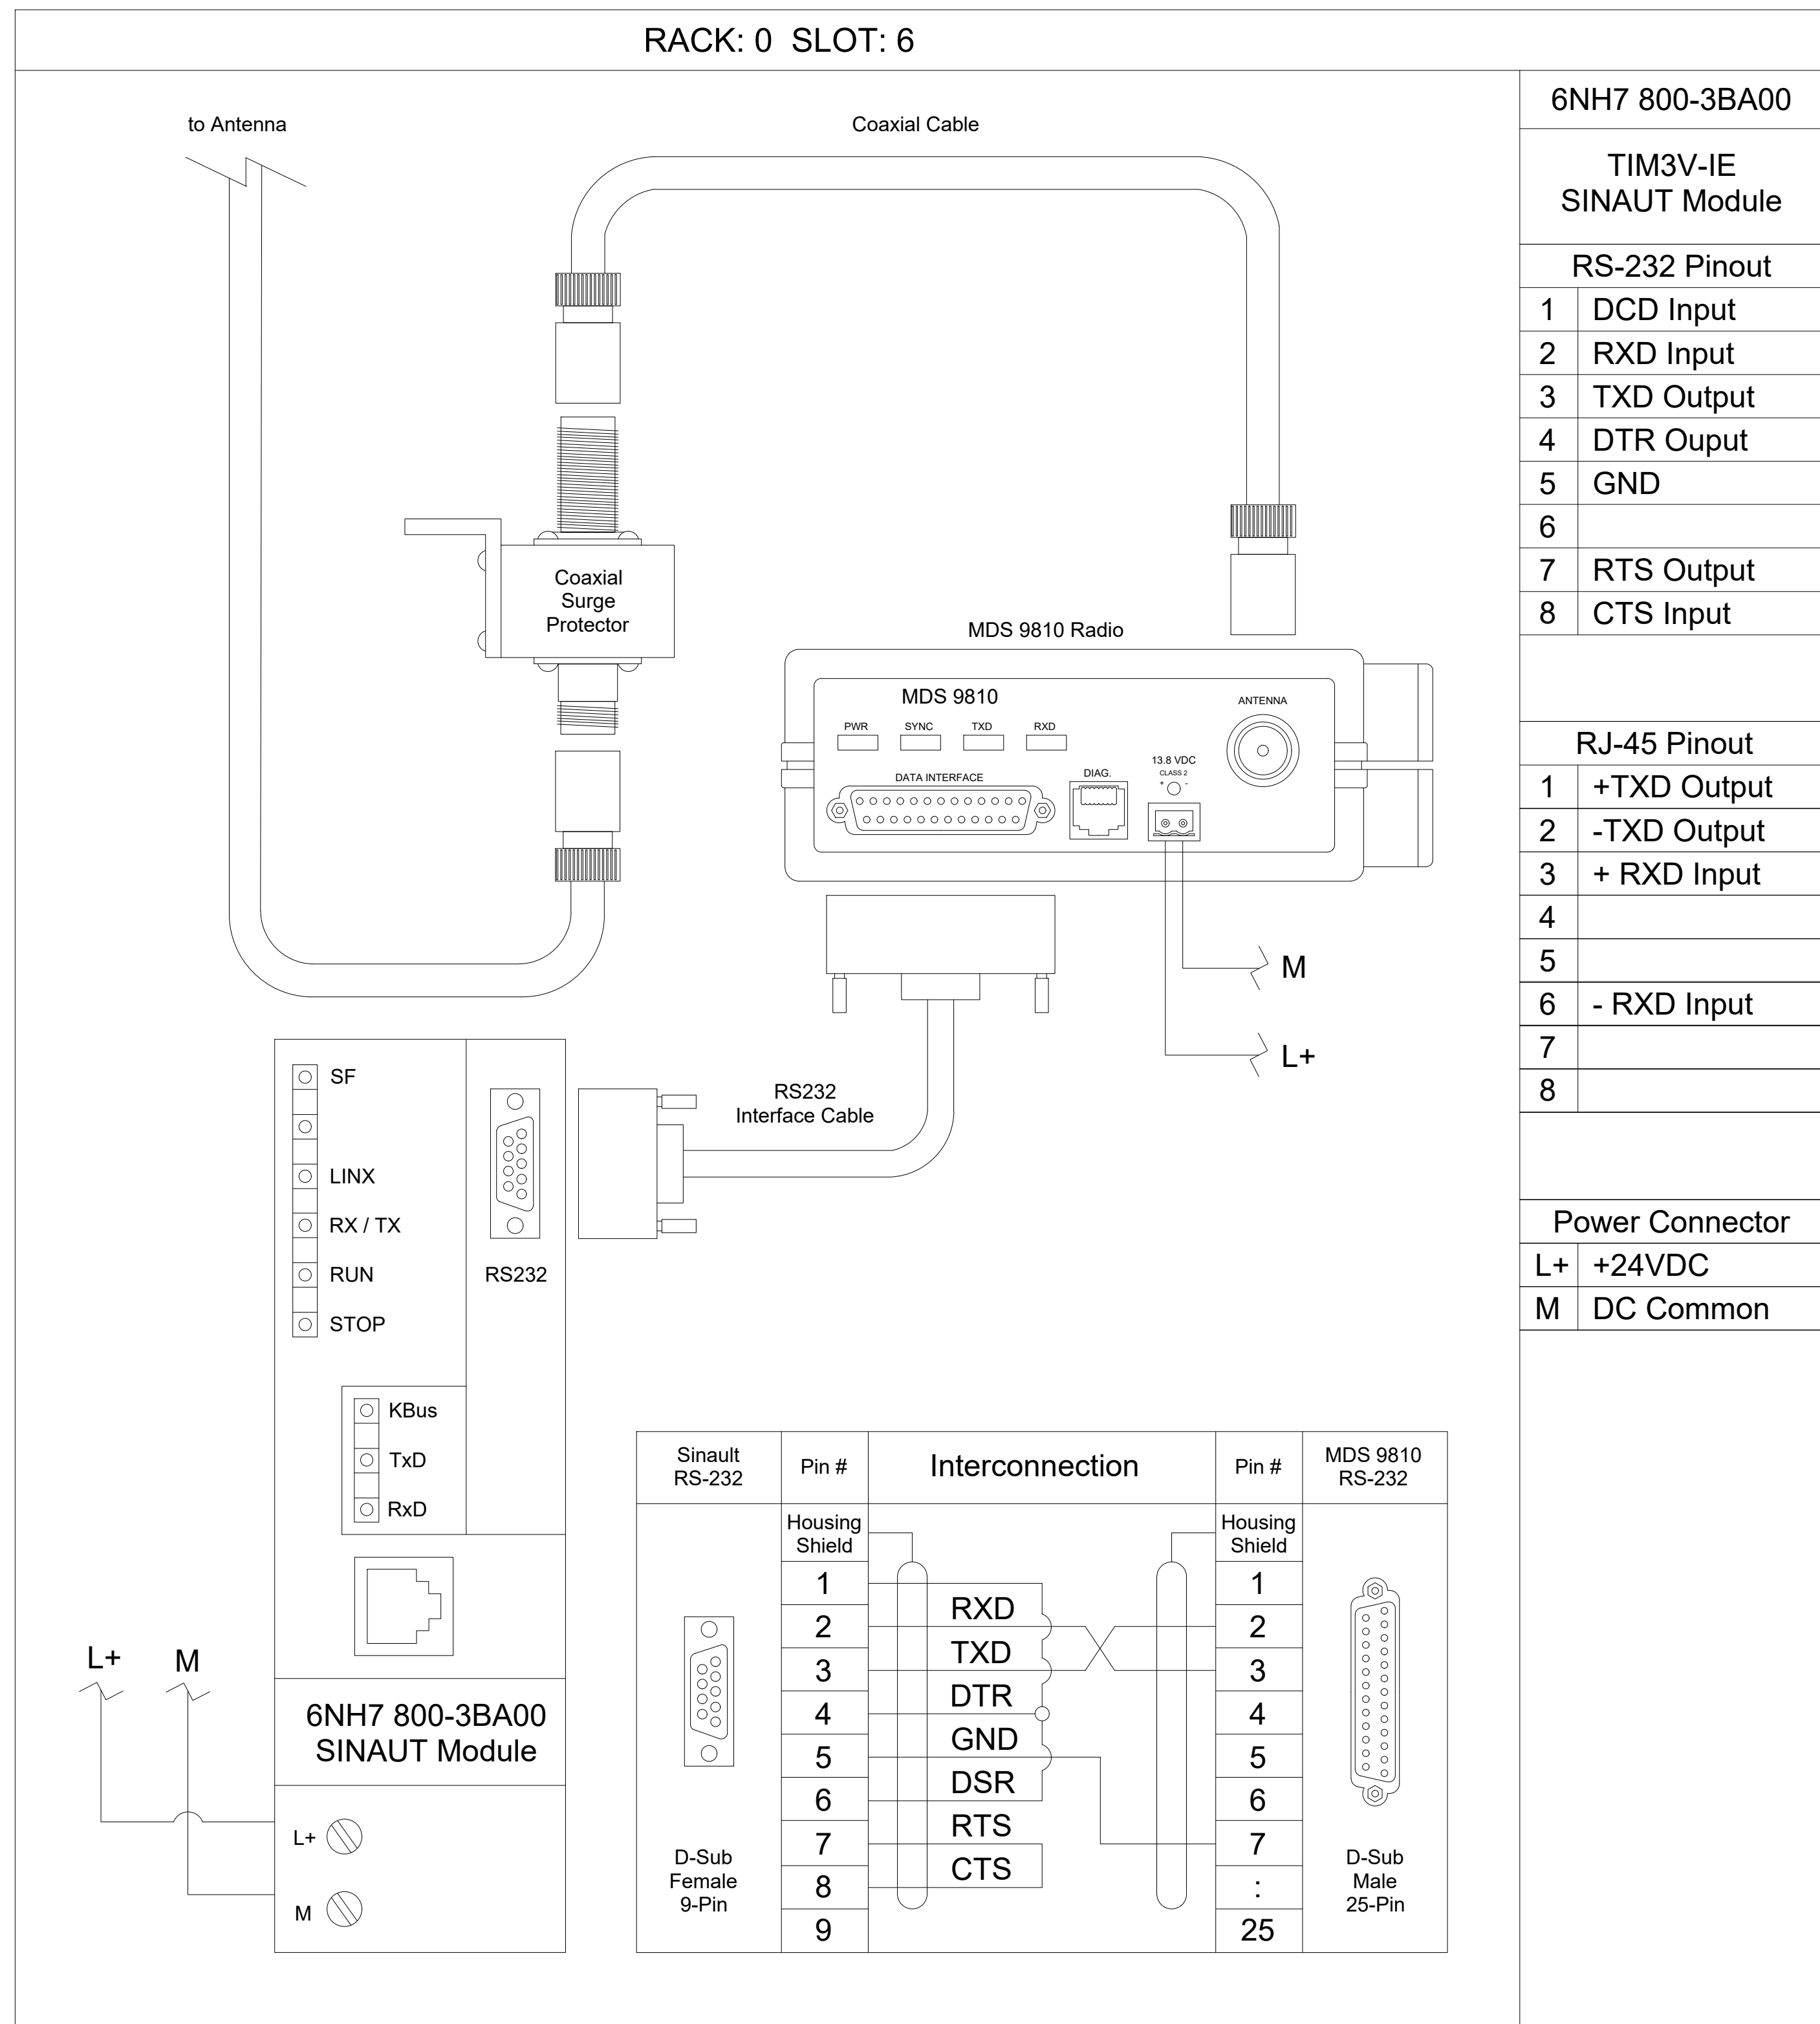 RACK: 0 SLOT: 6
to Antenna
Coaxial Cable
Coaxial
Surge
Protector
MDS 9810 Radio
MDS 9810
PWR SYNC TXD RXD
ANTENNA
DATA INTERFACE
DIAG.
13.8 VDC
CLASS 2
+ -
M
L+
RS232
Interface Cable
SF
LINX
RX / TX
RUN
STOP
RS232
KBus
TxD
RxD
L+ M
6NH7 800-3BA00
SINAUT Module
L+
M
Sinault
RS-232
Pin #
Interconnection
Pin #
MDS 9810
RS-232
Housing
Shield
1
2
3
4
5
6
7
8
9
RXD
TXD
DTR
GND
DSR
RTS
CTS
Housing
Shield
1
2
3
4
5
6
7
:
25
D-Sub
Female
9-Pin
D-Sub
Male
25-Pin
6NH7 800-3BA00
TIM3V-IE
SINAUT Module
RS-232 Pinout
1 DCD Input
2 RXD Input
3 TXD Output
4 DTR Ouput
5 GND
6
7 RTS Output
8 CTS Input
RJ-45 Pinout
1 +TXD Output
2 -TXD Output
3 + RXD Input
4
5
6 - RXD Input
7
8
Power Connector
L+ +24VDC
M DC Common